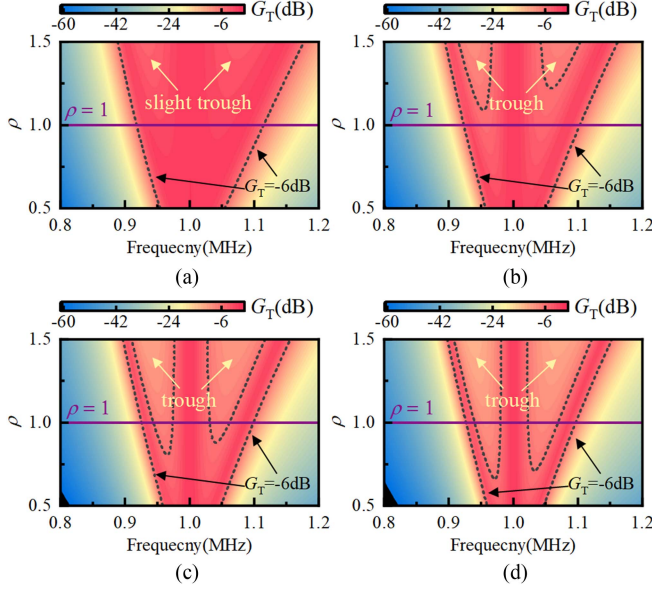 -60 -42 -24 -6 G_T(dB)
-60 -42 -24 -6 G_T(dB)
1.5
slight trough
ρ
1.0
ρ = 1
G_T=-6dB
0.5
0.8 0.9 1.0 1.1 1.2
Frequecny(MHz)
(a)
1.5
trough
ρ
1.0
ρ = 1
G_T=-6dB
0.5
0.8 0.9 1.0 1.1 1.2
Frequecny(MHz)
(b)
-60 -42 -24 -6 G_T(dB)
-60 -42 -24 -6 G_T(dB)
1.5
trough
ρ
1.0
ρ = 1
G_T=-6dB
0.5
0.8 0.9 1.0 1.1 1.2
Frequecny(MHz)
(c)
1.5
trough
ρ
1.0
ρ = 1
G_T=-6dB
0.5
0.8 0.9 1.0 1.1 1.2
Frequecny(MHz)
(d)